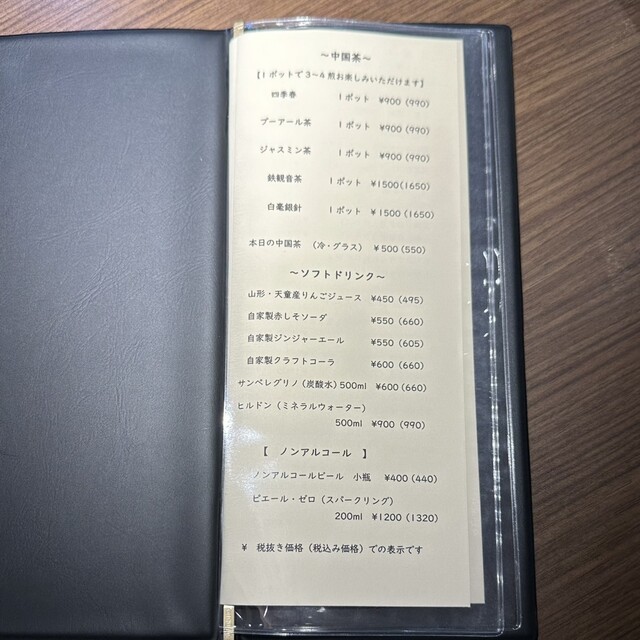 ～中国茶～
【1ポットで3～4煎お楽しみいただけます】
四季春 1ポット ¥900 (990)
プーアール茶 1ポット ¥900 (990)
ジャスミン茶 1ポット ¥900 (990)
鉄観音茶 1ポット ¥1500 (1650)
白毫銀針 1ポット ¥1500 (1650)
本日の中国茶 （冷・グラス） ¥500 (550)
～ソフトドリンク～
山形・天童産りんごジュース ¥450 (495)
自家製赤しそソーダ ¥550 (660)
自家製ジンジャーエール ¥550 (605)
自家製クラフトコーラ ¥600 (660)
サンペレグリノ (炭酸水) 500ml ¥600 (660)
ヒルドン （ミネラルウォーター）
500ml ¥900 (990)
【 ノンアルコール 】
ノンアルコールビール 小瓶 ¥400 (440)
ピエール・ゼロ (スパークリング)
200ml ¥1200 (1320)
¥ 税抜き価格（税込み価格）での表示です